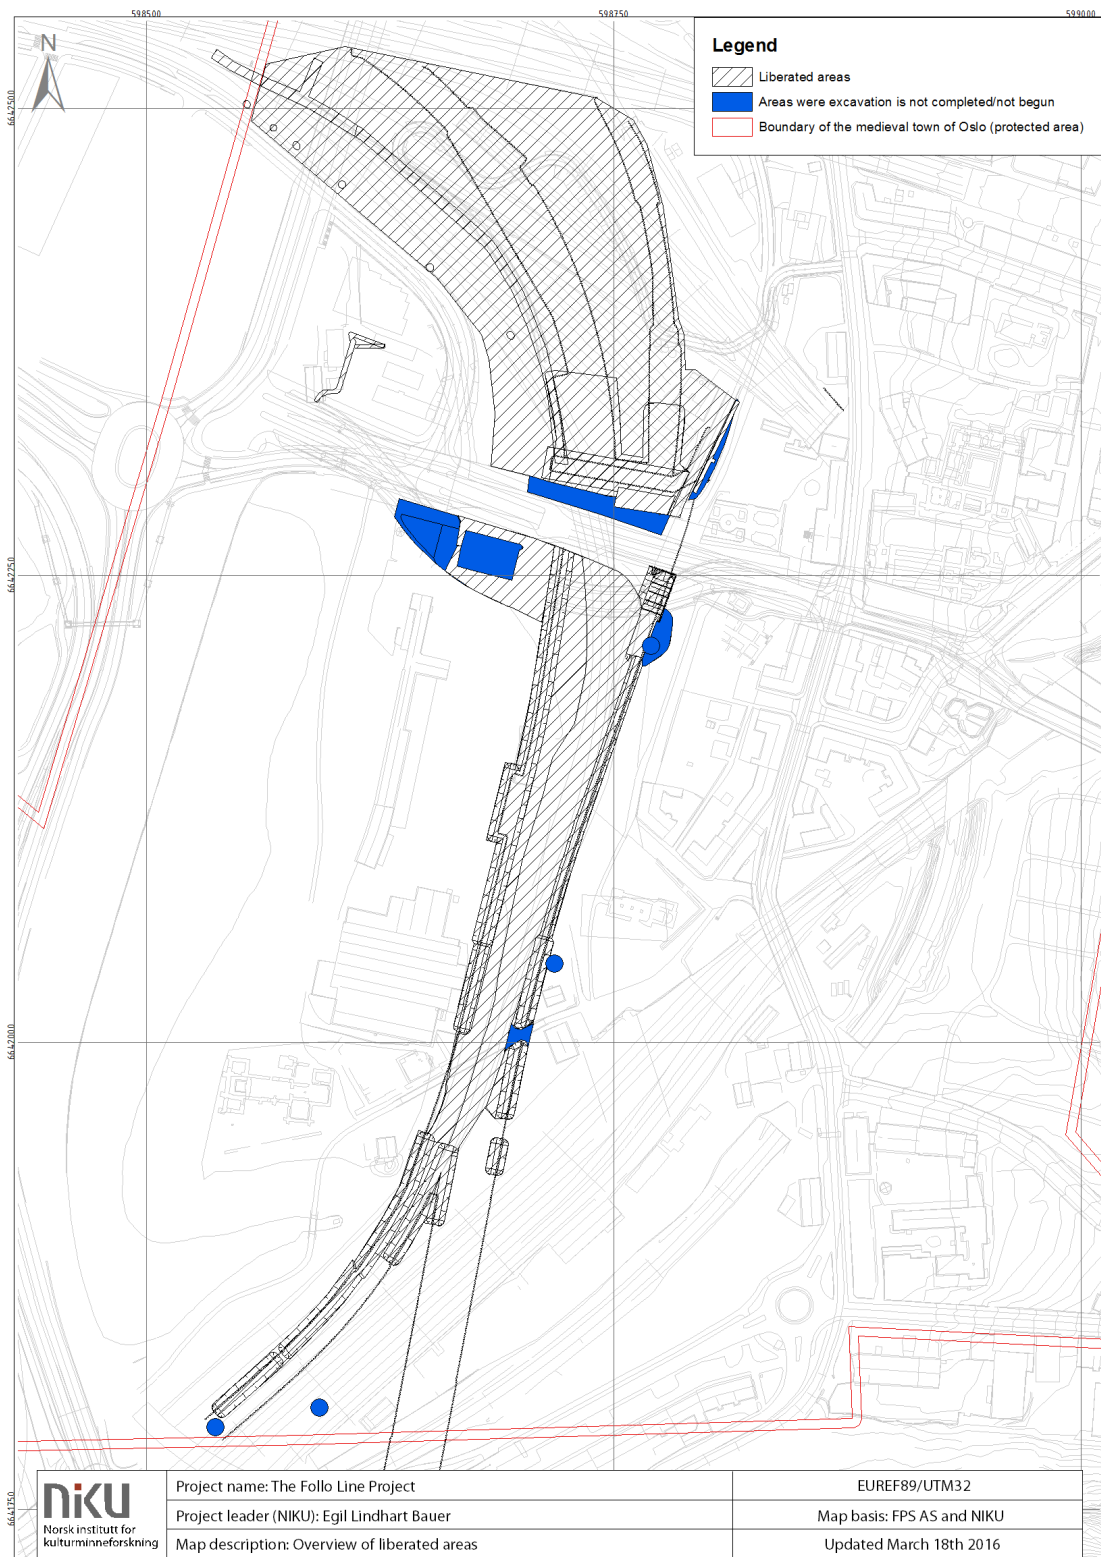 598500
598750
599000
N
Legend
Liberated areas
Areas were excavation is not completed/not begun
Boundary of the medieval town of Oslo (protected area)
6642500
6642250
6642000
6641750
niku
Norsk institutt for
kulturminneforskning
Project name: The Follo Line Project
EUREF89/UTM32
Project leader (NIKU): Egil Lindhart Bauer
Map basis: FPS AS and NIKU
Map description: Overview of liberated areas
Updated March 18th 2016